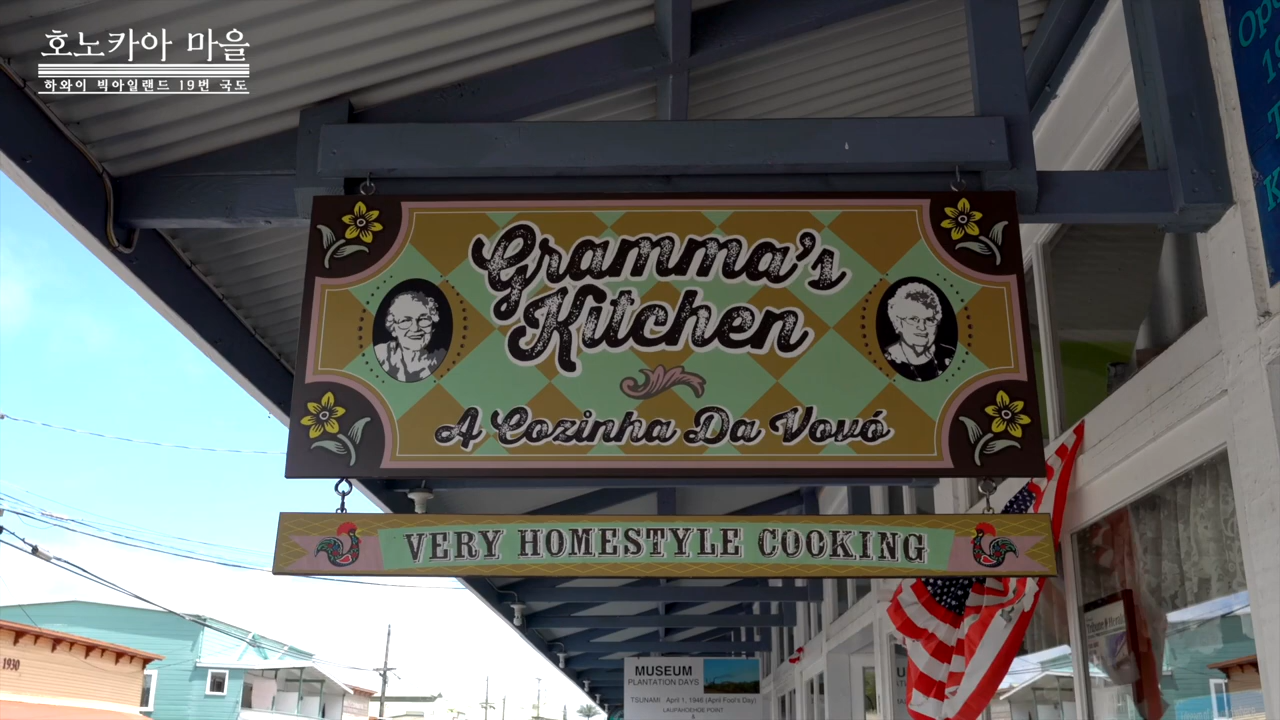 호노카아 마을
하와이 빅아일랜드 19번 국도
Gramma's
Kitchen
A Cozinha Da Vovó
VERY HOMESTYLE COOKING
1930
MUSEUM
PLANTATION DAYS
TSUNAMI April 1, 1946 (April Fool's Day)
LAUPAHOEHOE POINT